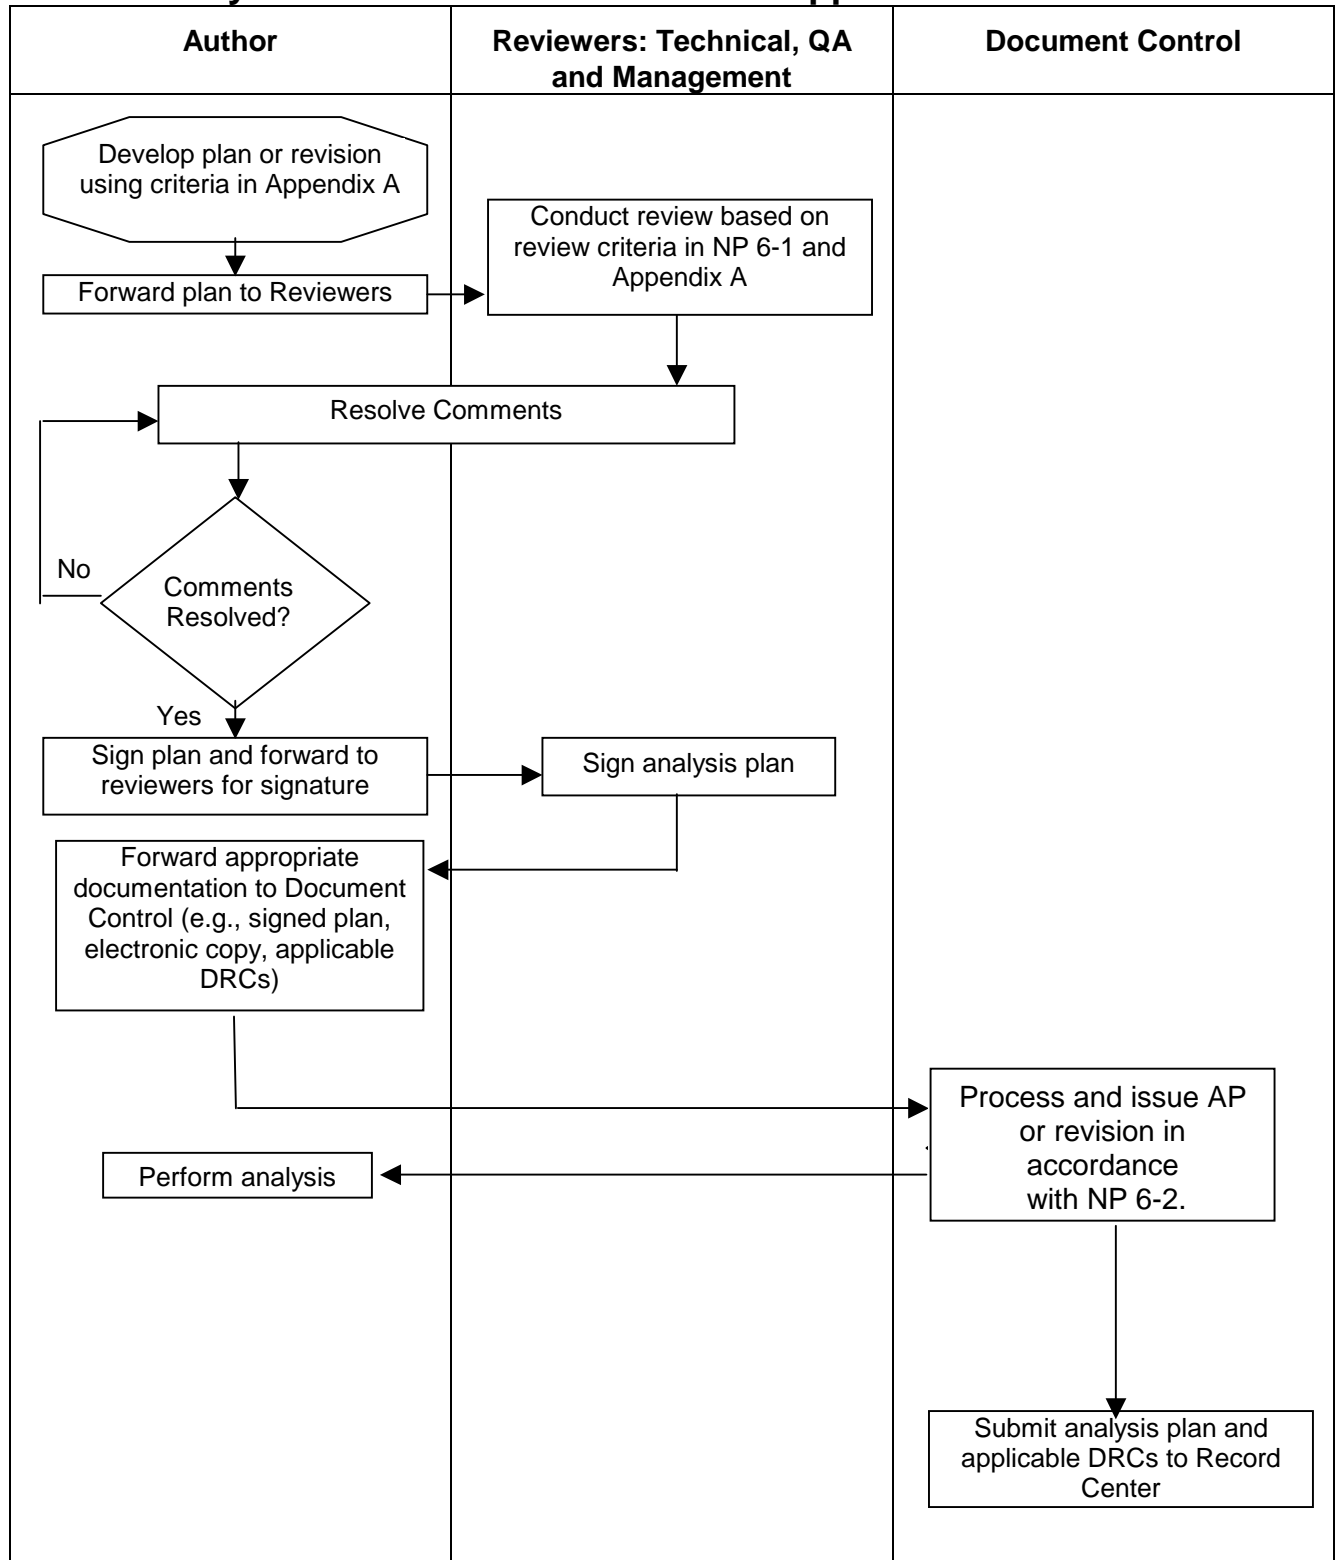 Author
Reviewers: Technical, QA
and Management
Document Control
Develop plan or revision
using criteria in Appendix A
Conduct review based on
review criteria in NP 6-1 and
Appendix A
Forward plan to Reviewers
Resolve Comments
No
Comments
Resolved?
Yes
Sign plan and forward to
reviewers for signature
Sign analysis plan
Forward appropriate
documentation to Document
Control (e.g., signed plan,
electronic copy, applicable
DRCs)
Process and issue AP
or revision in
accordance
with NP 6-2.
Perform analysis
Submit analysis plan and
applicable DRCs to Record
Center